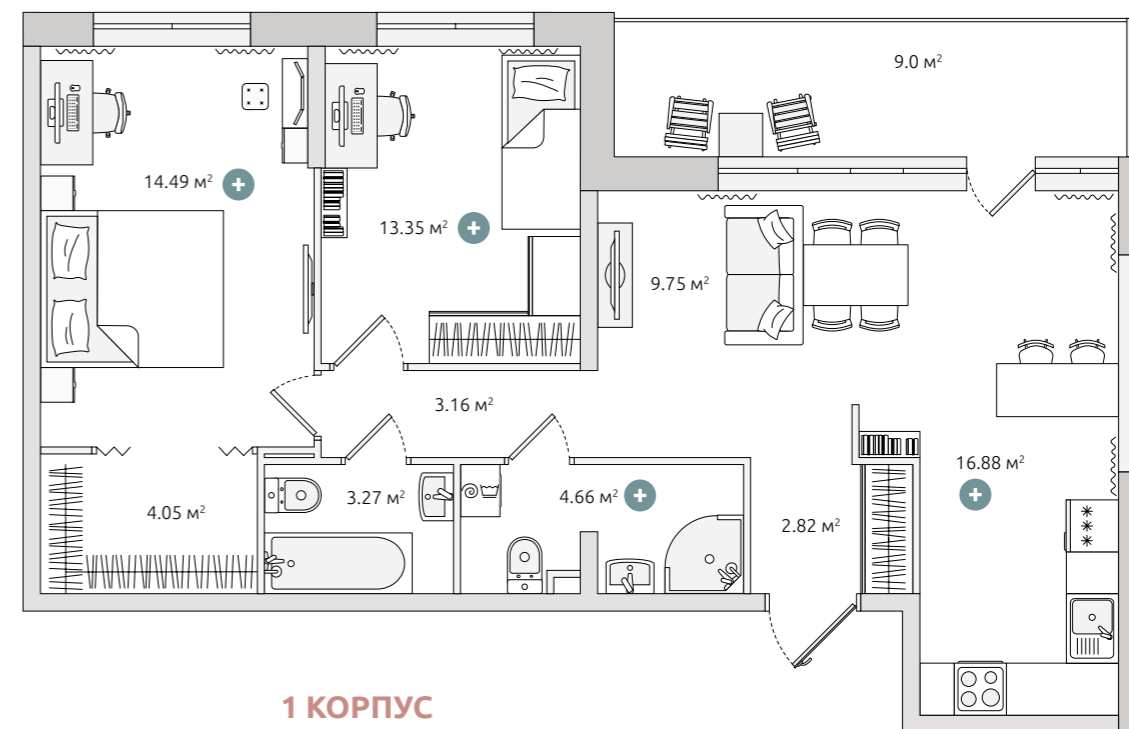 9.0 м²
14.49 м²
13.35 м²
9.75 м²
3.16 м²
16.88 м²
3.27 м²
4.66 м²
4.05 м²
2.82 м²
1 КОРПУС